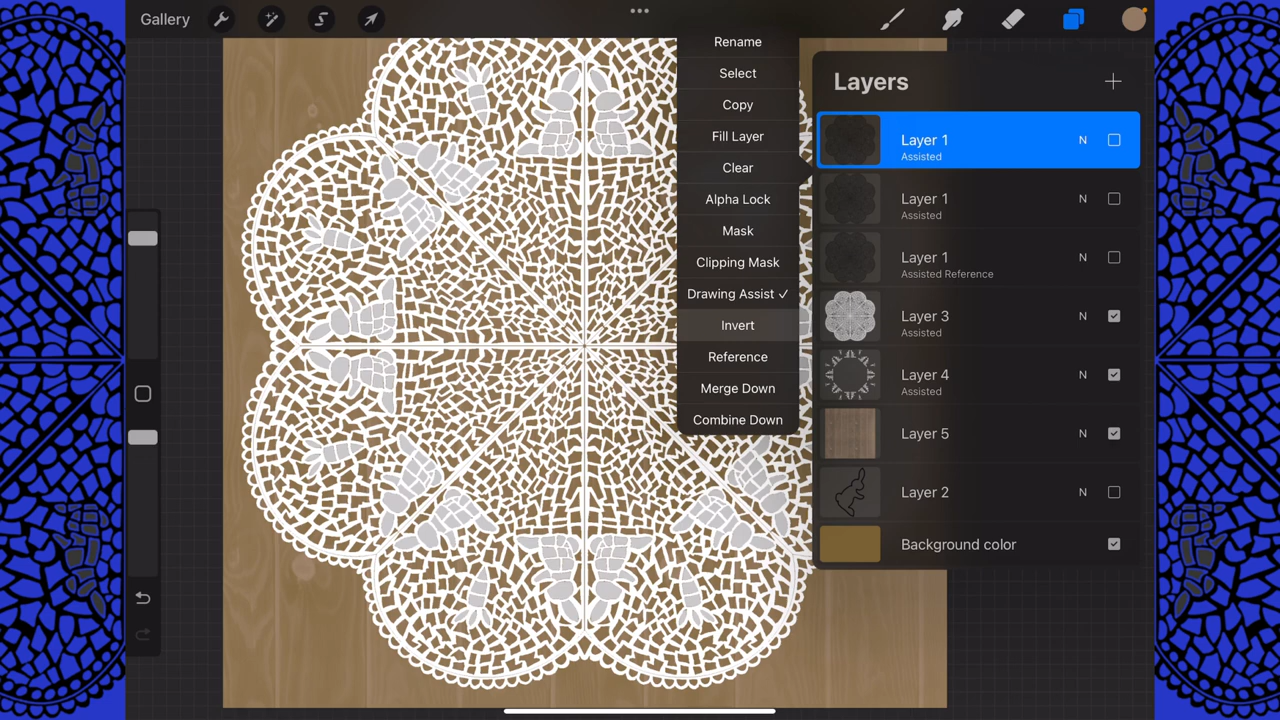 Gallery
Rename
Select
Copy
Fill Layer
Clear
Alpha Lock
Mask
Clipping Mask
Drawing Assist ✓
Invert
Reference
Merge Down
Combine Down
Layers
Layer 1 N
Assisted
Layer 1 N
Assisted
Layer 1 N
Assisted Reference
Layer 3 N
Assisted
Layer 4 N
Assisted
Layer 5 N
Layer 2 N
Background color